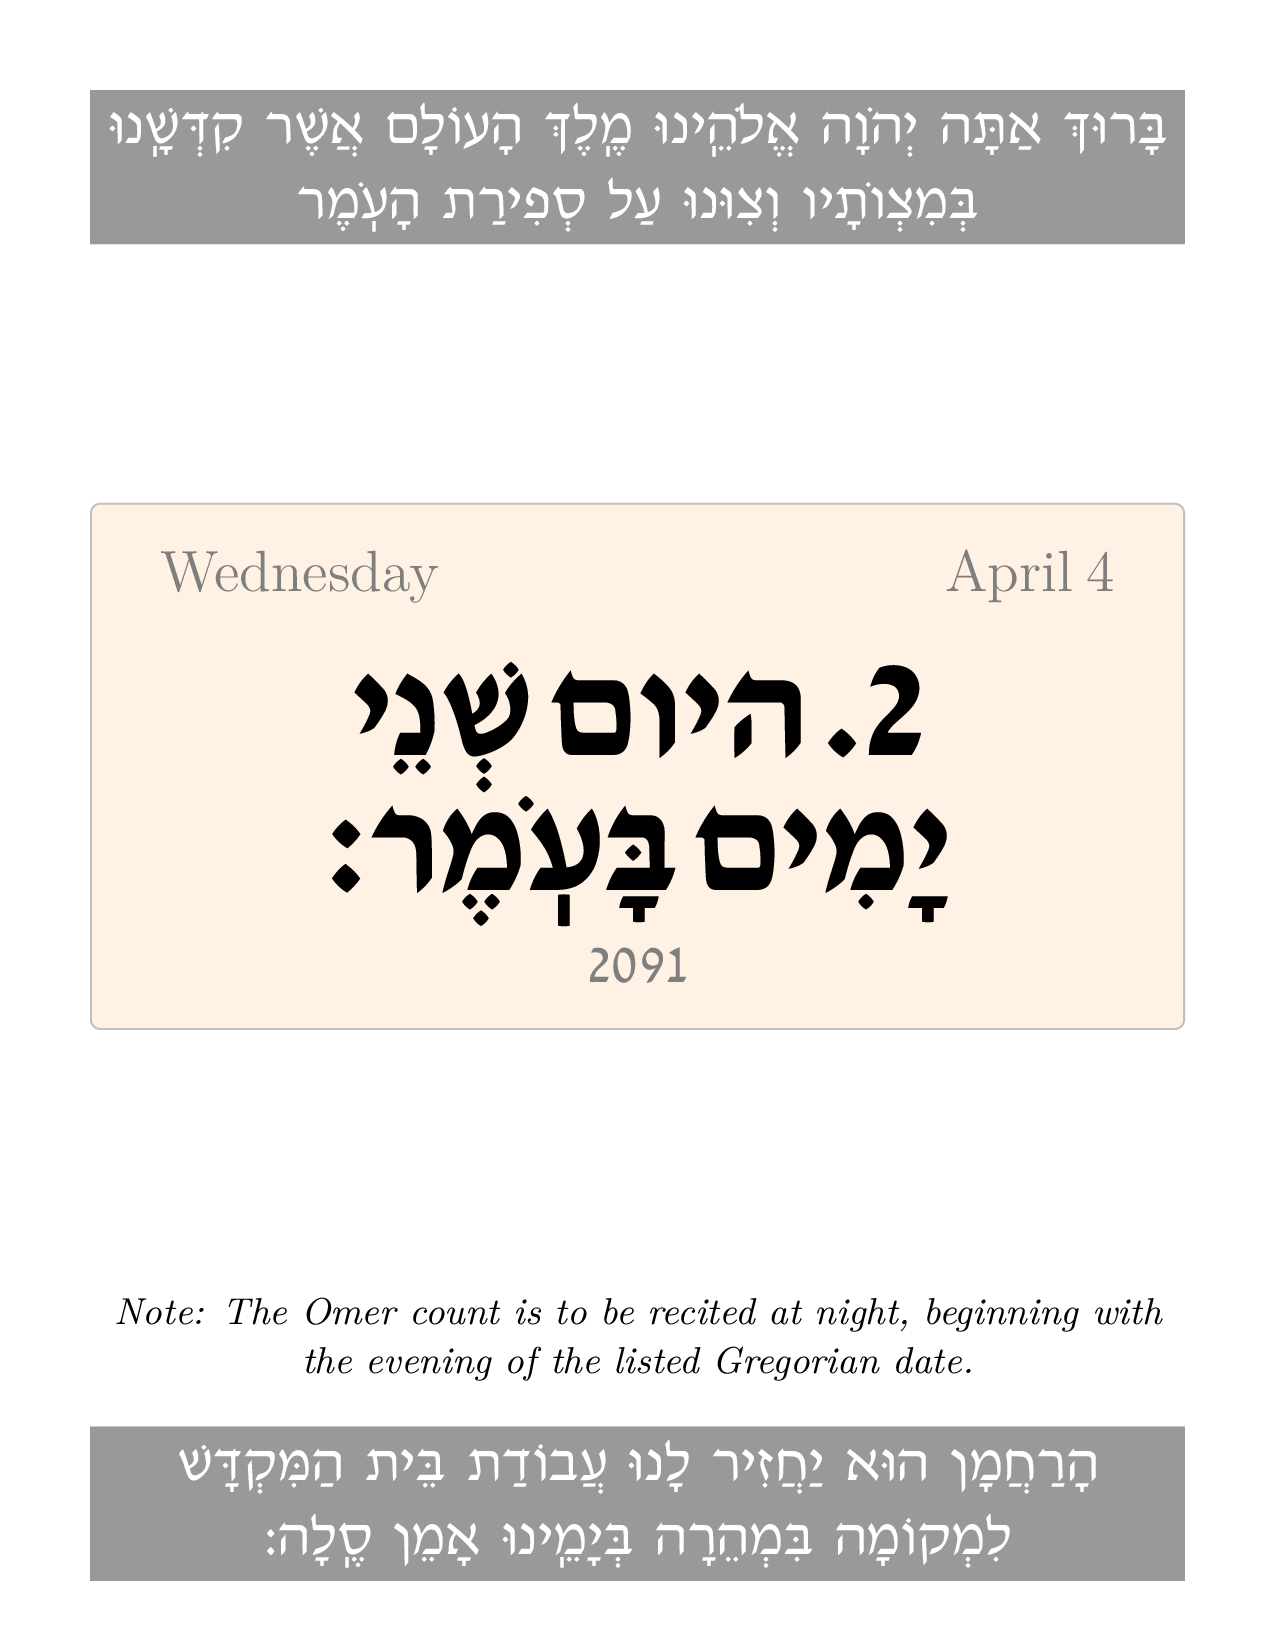 בָּרוּךְ אַתָּה יְהֹוָה אֱלֹהֵֽינוּ מֶֽלֶךְ הָעוֹלָם אֲשֶׁר קִדְּשָֽׁנוּ
בְּמִצְוֹתָיו וְצִוּנוּ עַל סְפִירַת הָעֹֽמֶר
Wednesday April 4
2. היום שְׁנֵי
יָמִים בָּעֹֽמֶר:
2091
Note: The Omer count is to be recited at night, beginning with
the evening of the listed Gregorian date.
הָרַחֲמָן הוּא יַחֲזִיר לָנוּ עֲבוֹדַת בֵּית הַמִּקְדָּשׁ
לִמְקוֹמָה בִּמְהֵרָה בְּיָמֵֽינוּ אָמֵן סֶֽלָה: